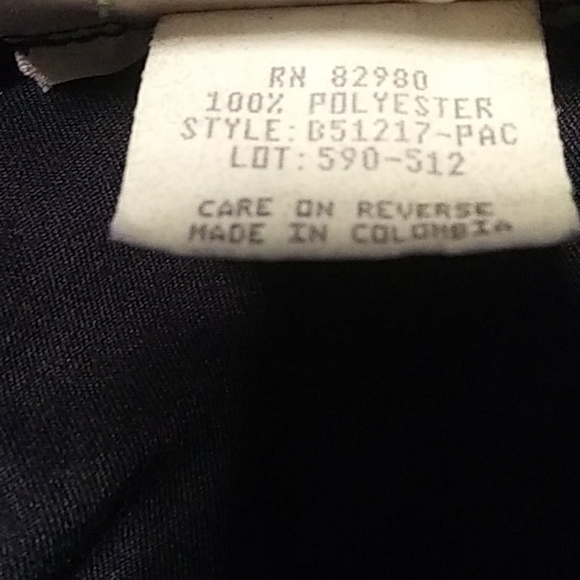 RN 82980
100% POLYESTER
STYLE: B51217-PAC
LOT: 590-512
CARE ON REVERSE
MADE IN COLOMBIA